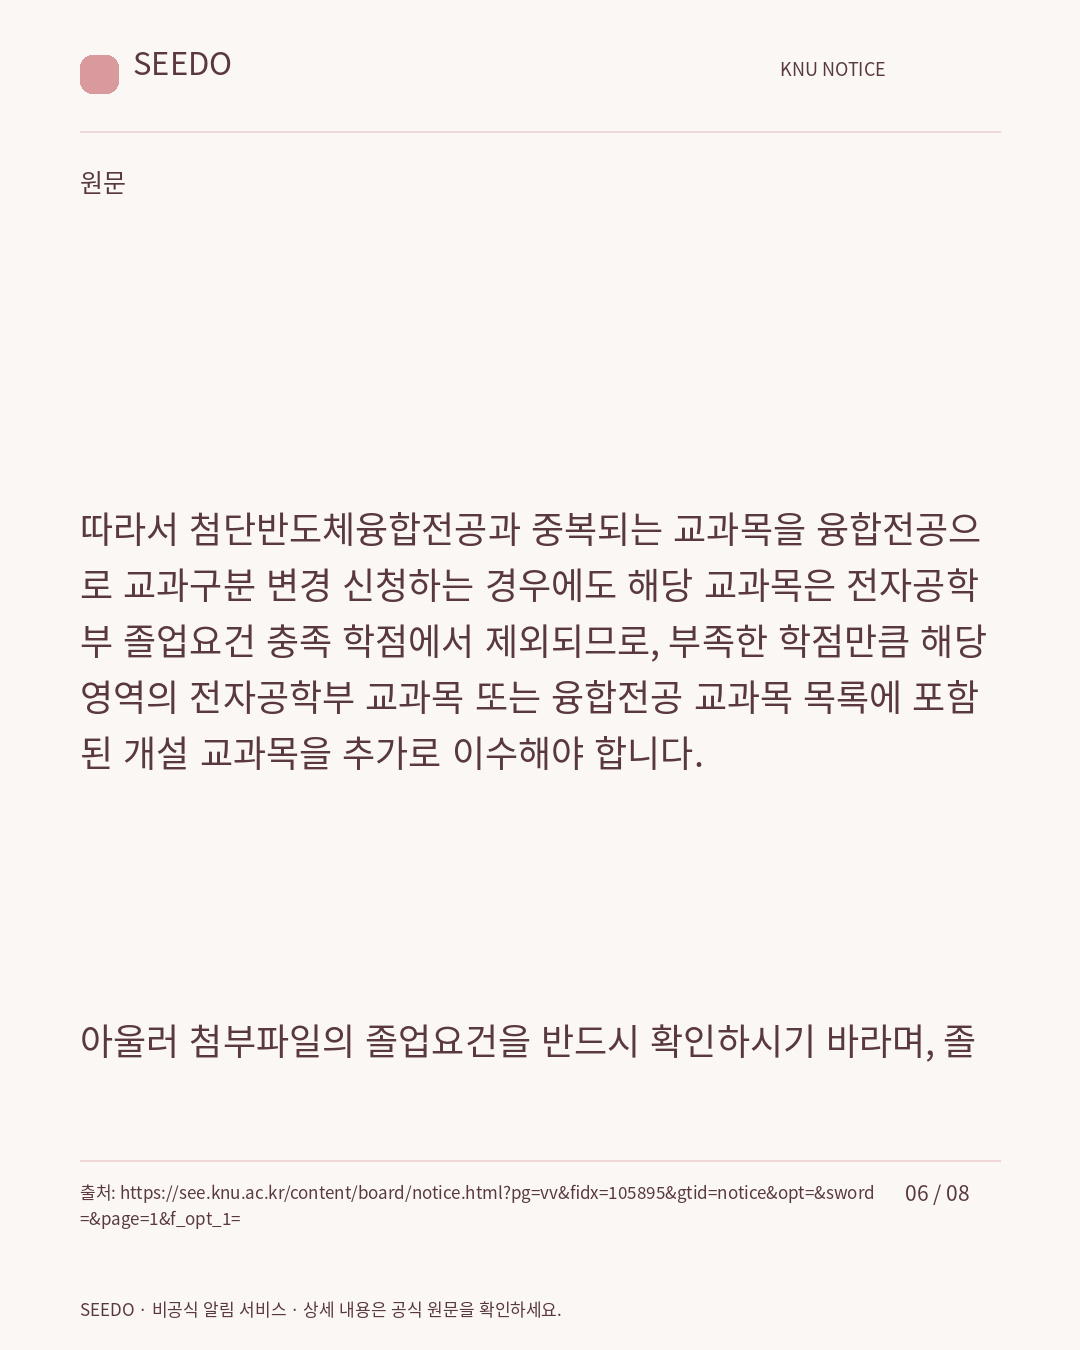 SEEDO
KNU NOTICE
원문
따라서 첨단반도체융합전공과 중복되는 교과목을 융합전공으
로 교과구분 변경 신청하는 경우에도 해당 교과목은 전자공학
부 졸업요건 충족 학점에서 제외되므로, 부족한 학점만큼 해당
영역의 전자공학부 교과목 또는 융합전공 교과목 목록에 포함
된 개설 교과목을 추가로 이수해야 합니다.
아울러 첨부파일의 졸업요건을 반드시 확인하시기 바라며, 졸
출처: https://see.knu.ac.kr/content/board/notice.html?pg=vv&fidx=105895&gtid=notice&opt=&sword
=&page=1&f_opt_1=
06 / 08
SEEDO · 비공식 알림 서비스 · 상세 내용은 공식 원문을 확인하세요.